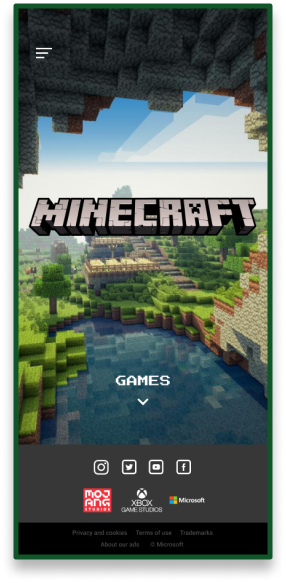 MINECRAFT
GAMES
MOJANG
STUDIOS
XBOX
GAME STUDIOS
Microsoft
Privacy and cookies Terms of use Trademarks
About our ads © Microsoft